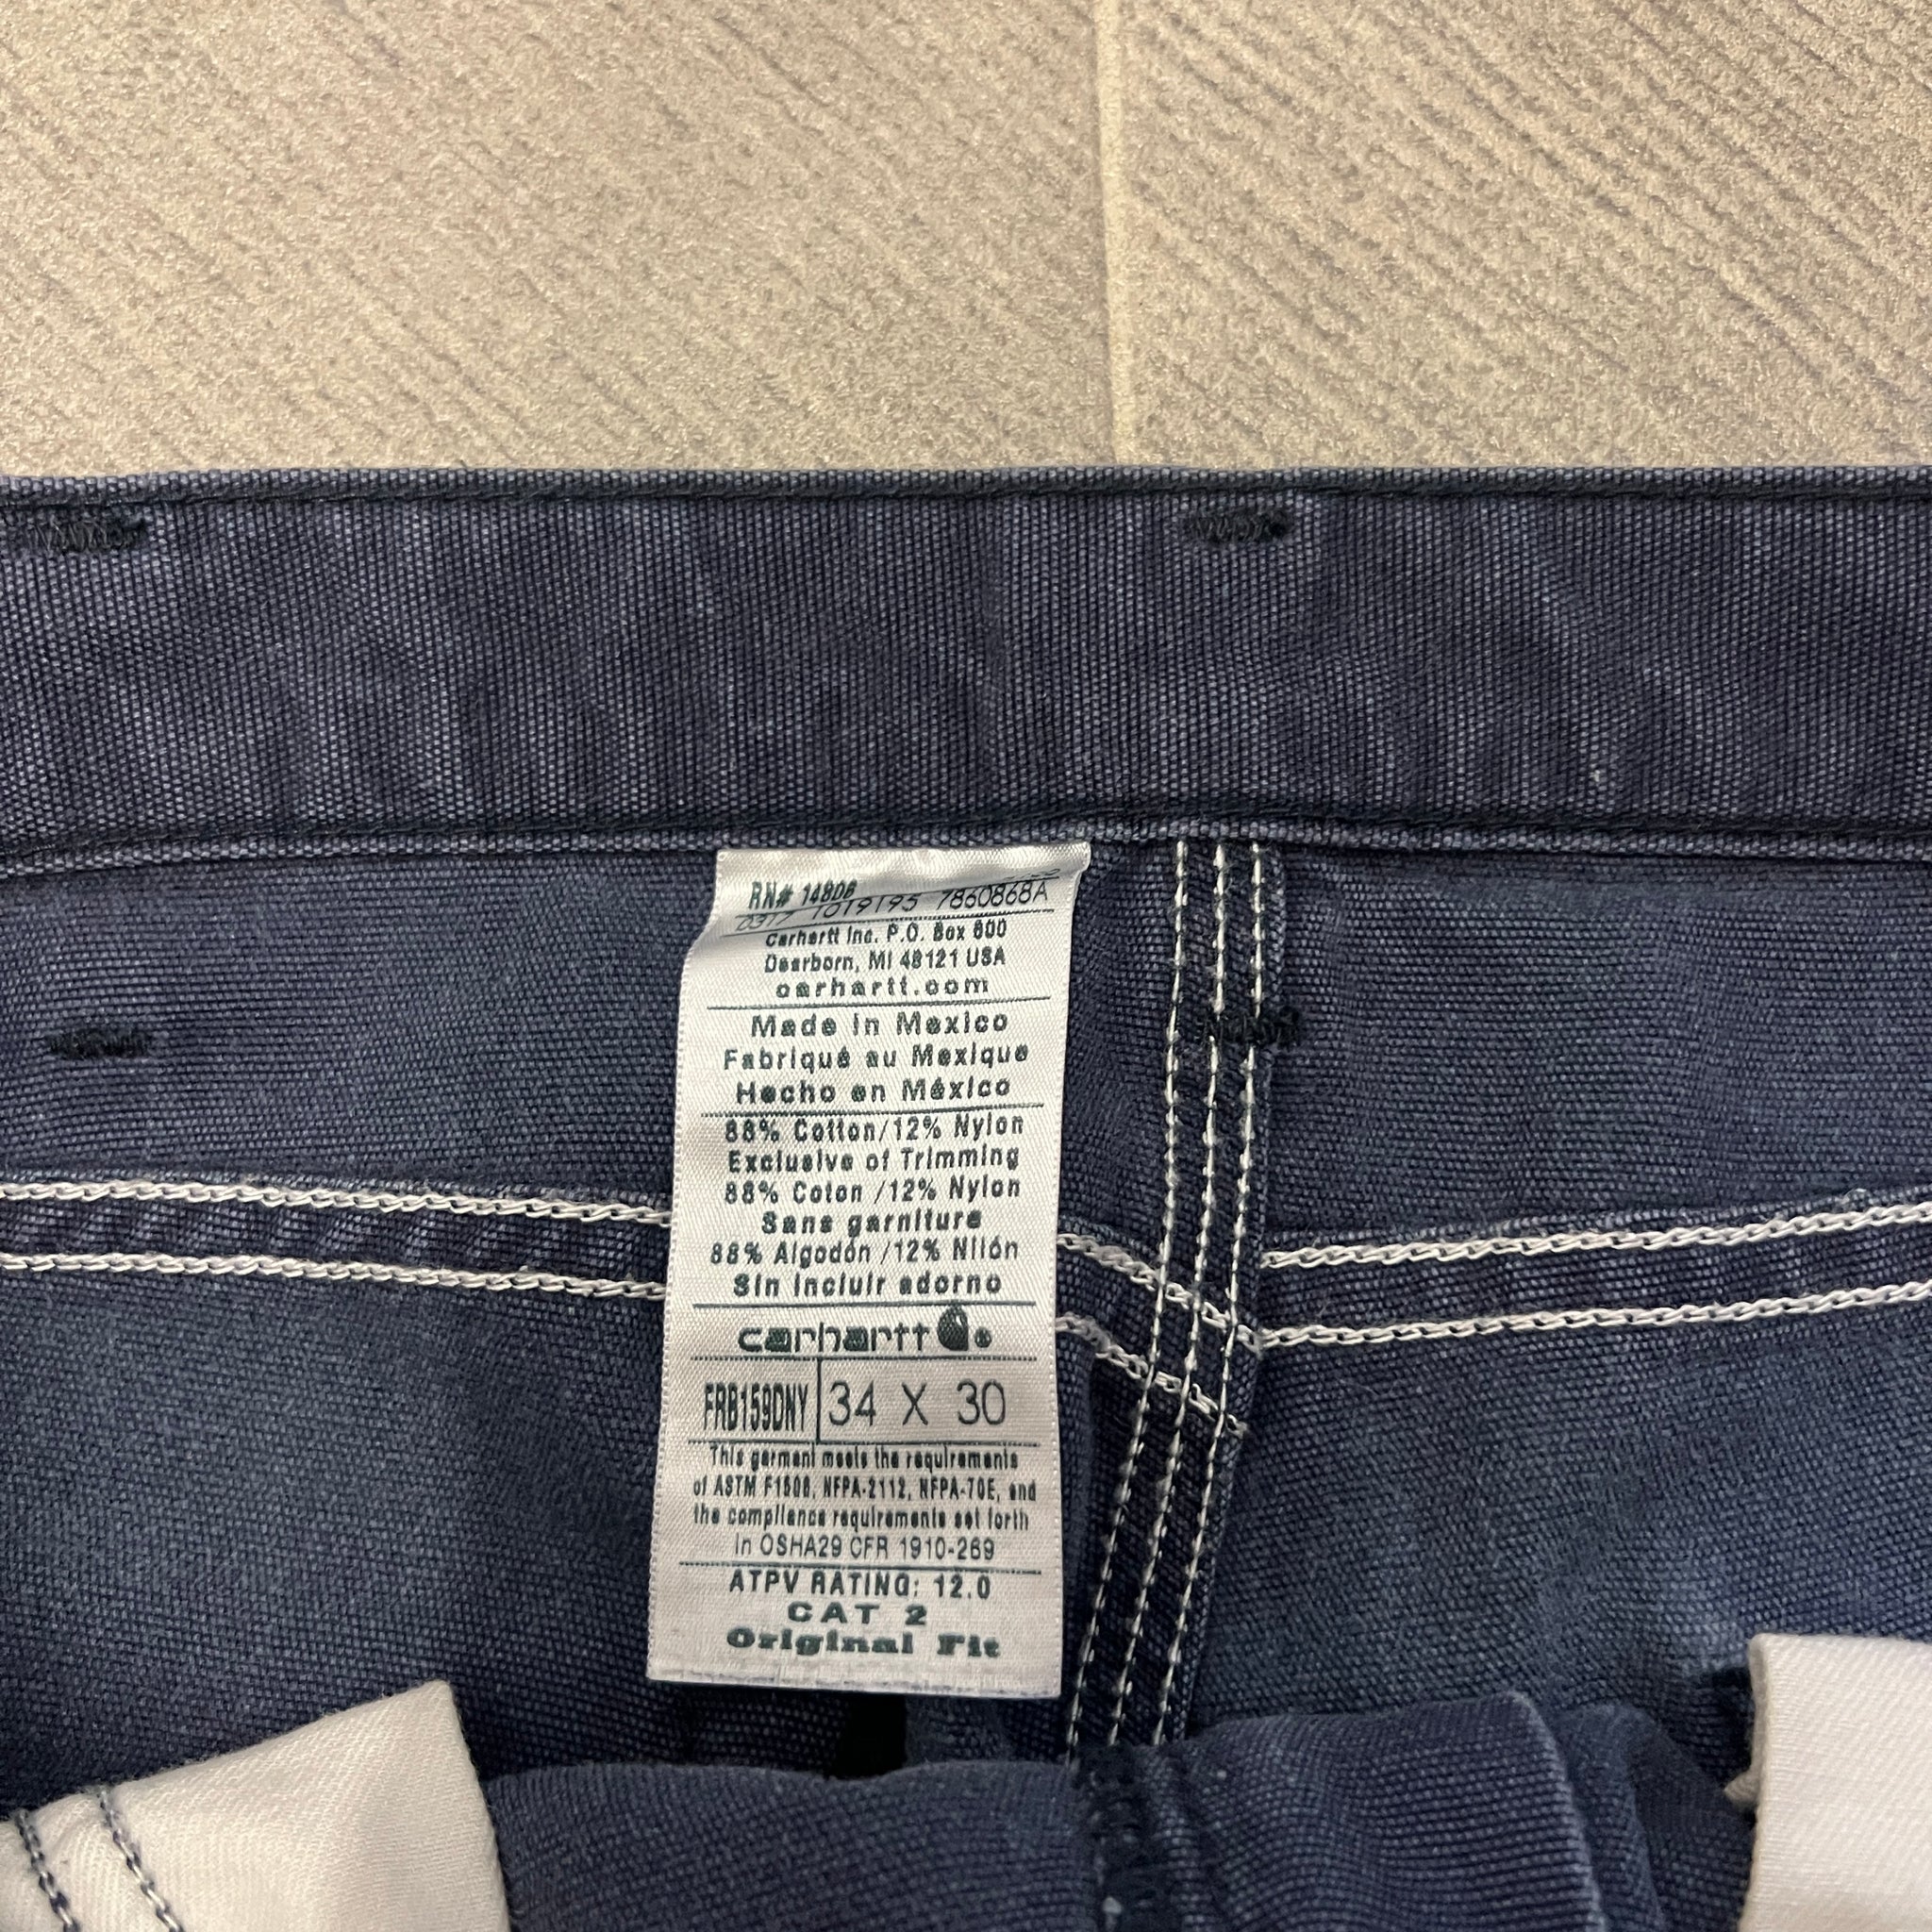 RN# 14806
0317 1019195 7860868A
Carhartt Inc. P.O. Box 600
Dearborn, MI 48121 USA
carhartt.com
Made in Mexico
Fabriqué au Mexique
Hecho en México
88% Cotton/12% Nylon
Exclusive of Trimming
88% Coton /12% Nylon
Sans garniture
88% Algodón /12% Nilón
Sin incluir adorno
carhartt®
FRB159DNY 34 X 30
This garment meets the requirements
of ASTM F1506, NFPA-2112, NFPA-70E, and
the compliance requirements set forth
in OSHA29 CFR 1910-269
ATPV RATING: 12.0
CAT 2
Original Fit